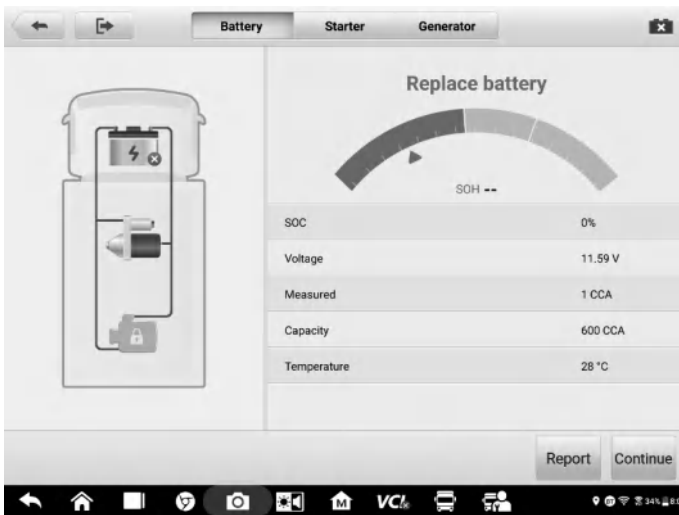 Battery
Starter
Generator
Replace battery
SOH --
SOC 0%
Voltage 11.59 V
Measured 1 CCA
Capacity 600 CCA
Temperature 28 °C
Report Continue
M VCI 34%